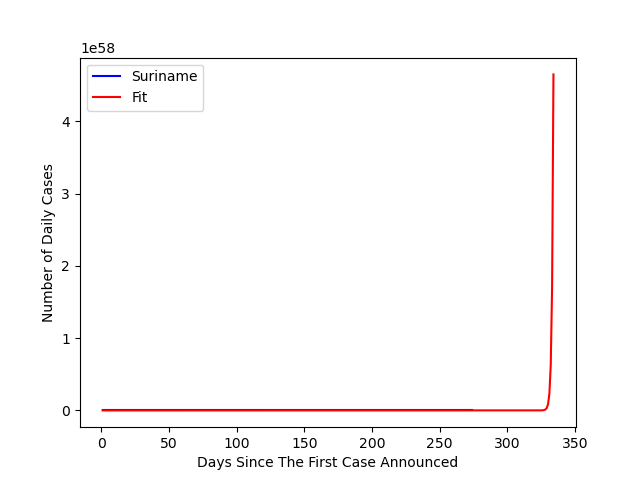 1e58
Suriname
Fit
Number of Daily Cases
4
3
2
1
0
0 50 100 150 200 250 300 350
Days Since The First Case Announced